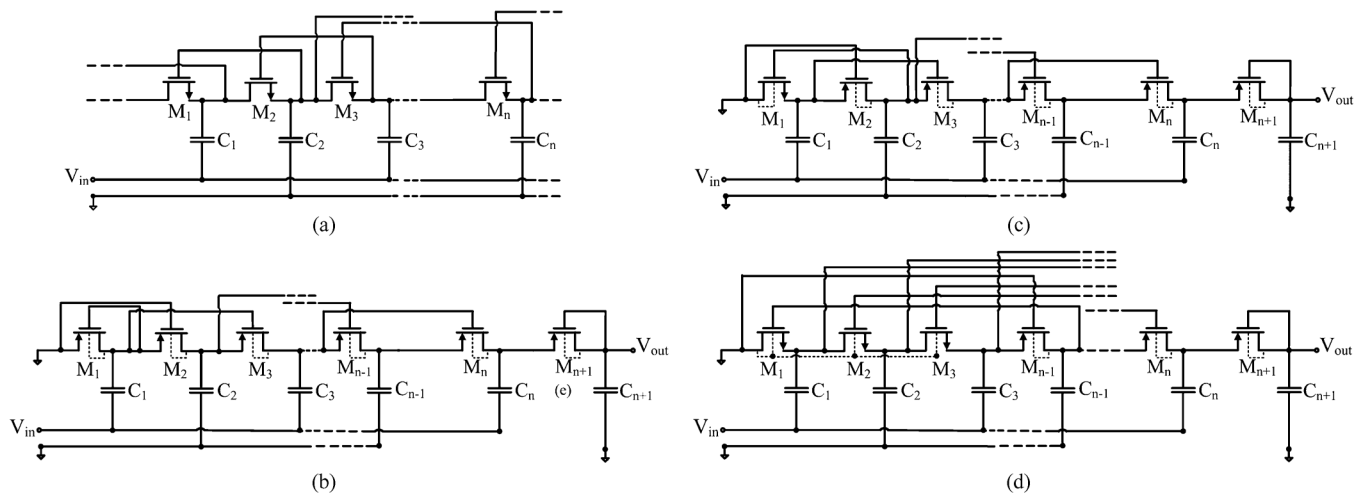 M1 M2 M3 Mn
C1 C2 C3 Cn
Vin
(a)
M1 M2 M3 Mn-1 Mn Mn+1 Vout
C1 C2 C3 Cn-1 Cn Cn+1
Vin
(c)
M1 M2 M3 Mn-1 Mn Mn+1 Vout
(e)
C1 C2 C3 Cn-1 Cn Cn+1
Vin
(b)
M1 M2 M3 Mn-1 Mn Mn+1 Vout
C1 C2 C3 Cn-1 Cn Cn+1
Vin
(d)